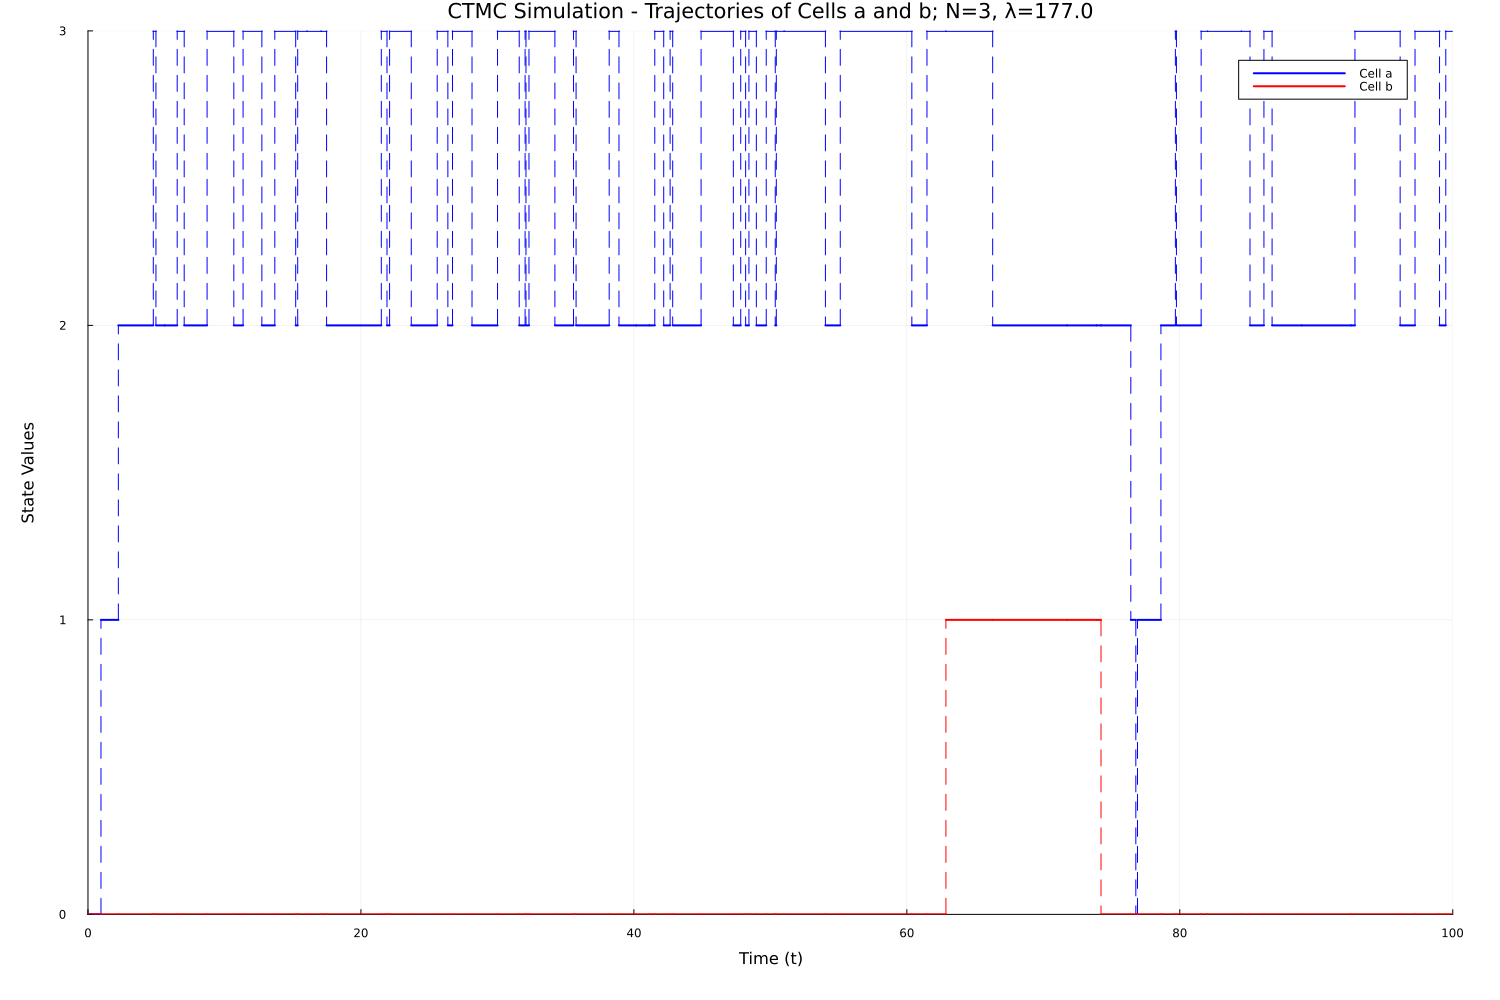 CTMC Simulation - Trajectories of Cells a and b; N=3, λ=177.0
3
Cell a
Cell b
2
State Values
1
0
0 20 40 60 80 100
Time (t)